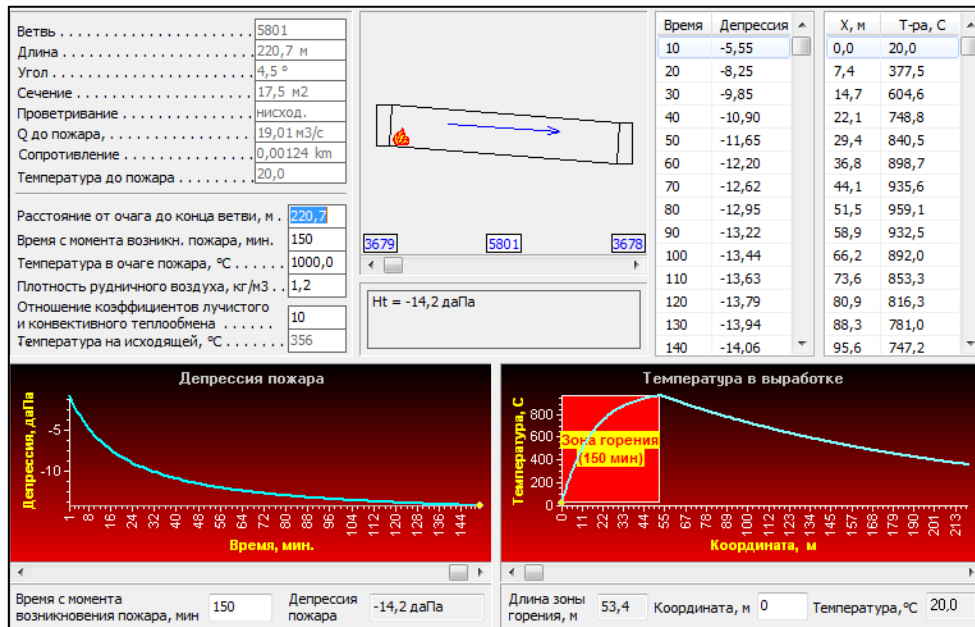 Ветвь . . . . . . . . . . . . . . . . . . . . . . . 5801
Длина . . . . . . . . . . . . . . . . . . . . . . 220,7 м
Угол . . . . . . . . . . . . . . . . . . . . . . . 4,5 °
Сечение . . . . . . . . . . . . . . . . . . . . 17,5 м2
Проветривание . . . . . . . . . . . . . . нисход.
Q до пожара, . . . . . . . . . . . . . . . 19,01 м3/с
Сопротивление . . . . . . . . . . . . . . 0,00124 km
Температура до пожара . . . . . . . 20,0
Расстояние от очага до конца ветви, м . 220,7
Время с момента возникн. пожара, мин. 150
Температура в очаге пожара, °С . . . . . . 1000,0
Плотность рудничного воздуха, кг/м3 . . 1,2
Отношение коэффициентов лучистого
и конвективного теплообмена . . . . . . 10
Температура на исходящей, °С . . . . . . . 356
3679 5801 3678
Ht = -14,2 даПа
Время Депрессия
10 -5,55
20 -8,25
30 -9,85
40 -10,90
50 -11,65
60 -12,20
70 -12,62
80 -12,95
90 -13,22
100 -13,44
110 -13,63
120 -13,79
130 -13,94
140 -14,06
X, м Т-ра, С
0,0 20,0
7,4 377,5
14,7 604,6
22,1 748,8
29,4 840,5
36,8 898,7
44,1 935,6
51,5 959,1
58,9 932,5
66,2 892,0
73,6 853,3
80,9 816,3
88,3 781,0
95,6 747,2
Депрессия пожара
Депрессия, даПа
-5
-10
1 8 16 24 32 40 48 56 64 72 80 88 96 104 112 120 128 136 144
Время, мин.
Температура в выработке
Температура, С
800
600
400
200
0
Зона горения
(150 мин)
0 11 22 33 44 55 67 78 89 100 112 123 134 145 157 168 179 190 201 213
Координата, м
Время с момента
возникновения пожара, мин 150
Депрессия
пожара -14,2 даПа
Длина зоны
горения, м 53,4
Координата, м 0
Температура,°С 20,0